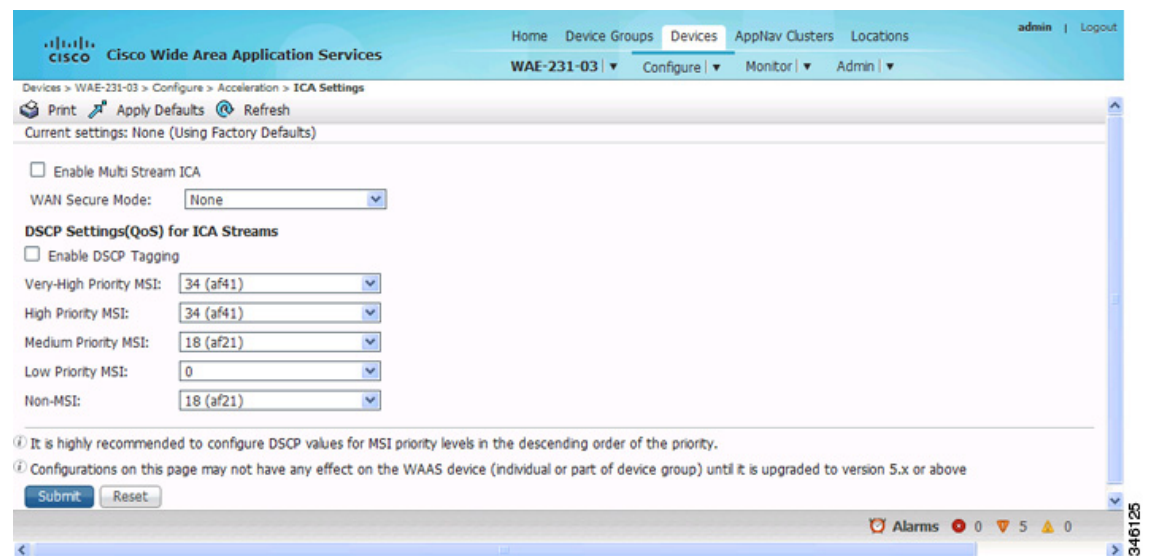 admin | Logout
Home Device Groups Devices AppNav Clusters Locations
cisco Cisco Wide Area Application Services
WAE-231-03 Configure Monitor Admin
Devices > WAE-231-03 > Configure > Acceleration > ICA Settings
Print Apply Defaults Refresh
Current settings: None (Using Factory Defaults)
Enable Multi Stream ICA
WAN Secure Mode: None
DSCP Settings(QoS) for ICA Streams
Enable DSCP Tagging
Very-High Priority MSI: 34 (af41)
High Priority MSI: 34 (af41)
Medium Priority MSI: 18 (af21)
Low Priority MSI: 0
Non-MSI: 18 (af21)
It is highly recommended to configure DSCP values for MSI priority levels in the descending order of the priority.
Configurations on this page may not have any effect on the WAAS device (individual or part of device group) until it is upgraded to version 5.x or above
Submit Reset
Alarms 0 5 0
346125